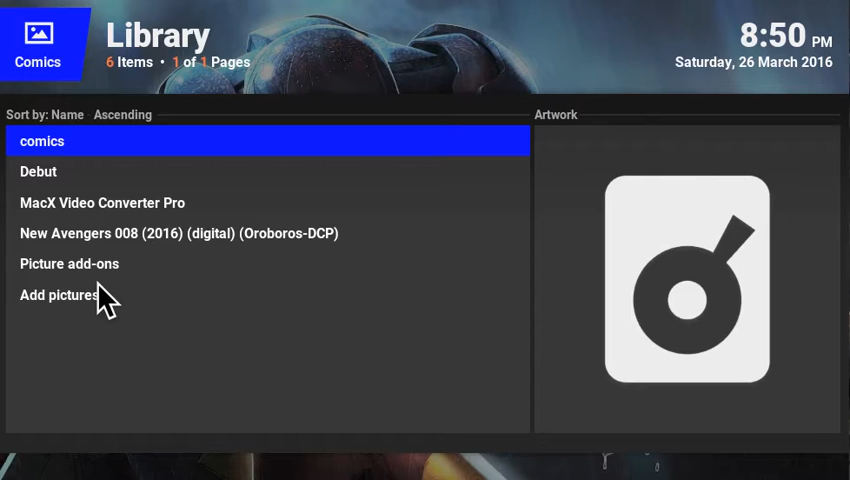 Comics
Library
6 Items • 1 of 1 Pages
8:50 PM
Saturday, 26 March 2016
Sort by: Name · Ascending
Artwork
comics
Debut
MacX Video Converter Pro
New Avengers 008 (2016) (digital) (Oroboros-DCP)
Picture add-ons
Add pictures